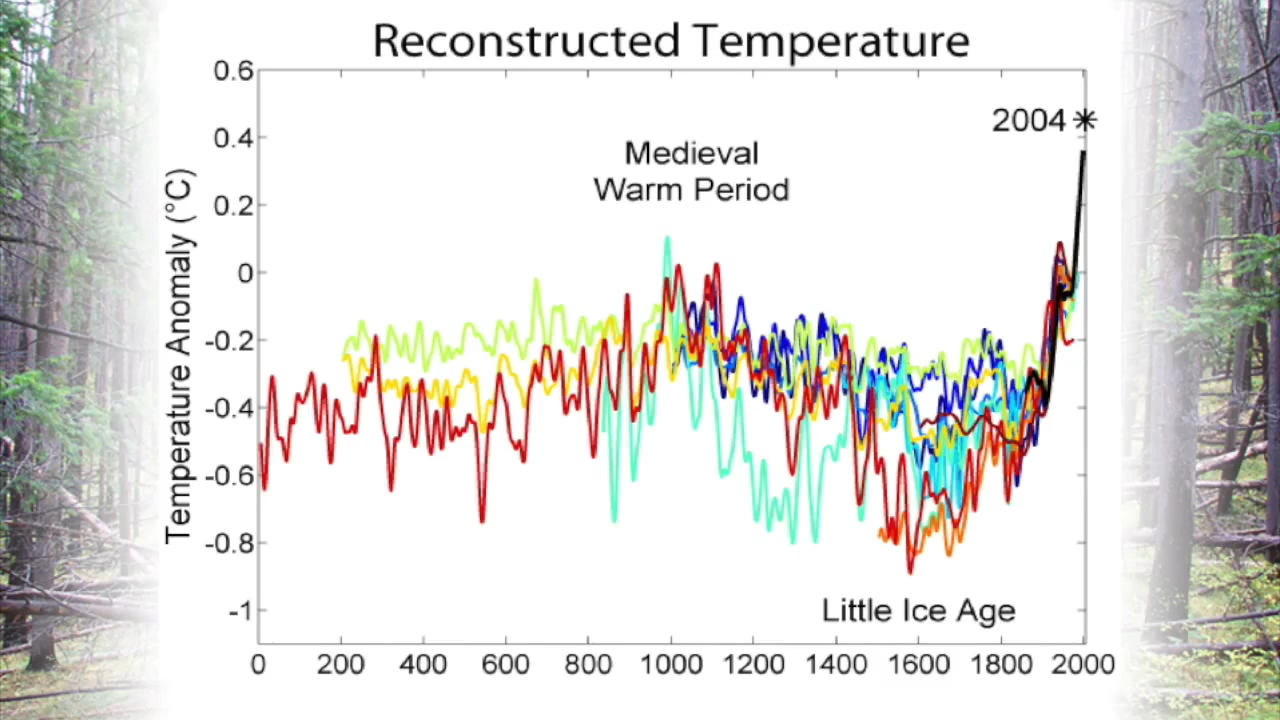 Reconstructed Temperature
0.6
0.4
0.2
0
-0.2
-0.4
-0.6
-0.8
-1
Temperature Anomaly (°C)
2004
Medieval
Warm Period
Little Ice Age
0 200 400 600 800 1000 1200 1400 1600 1800 2000